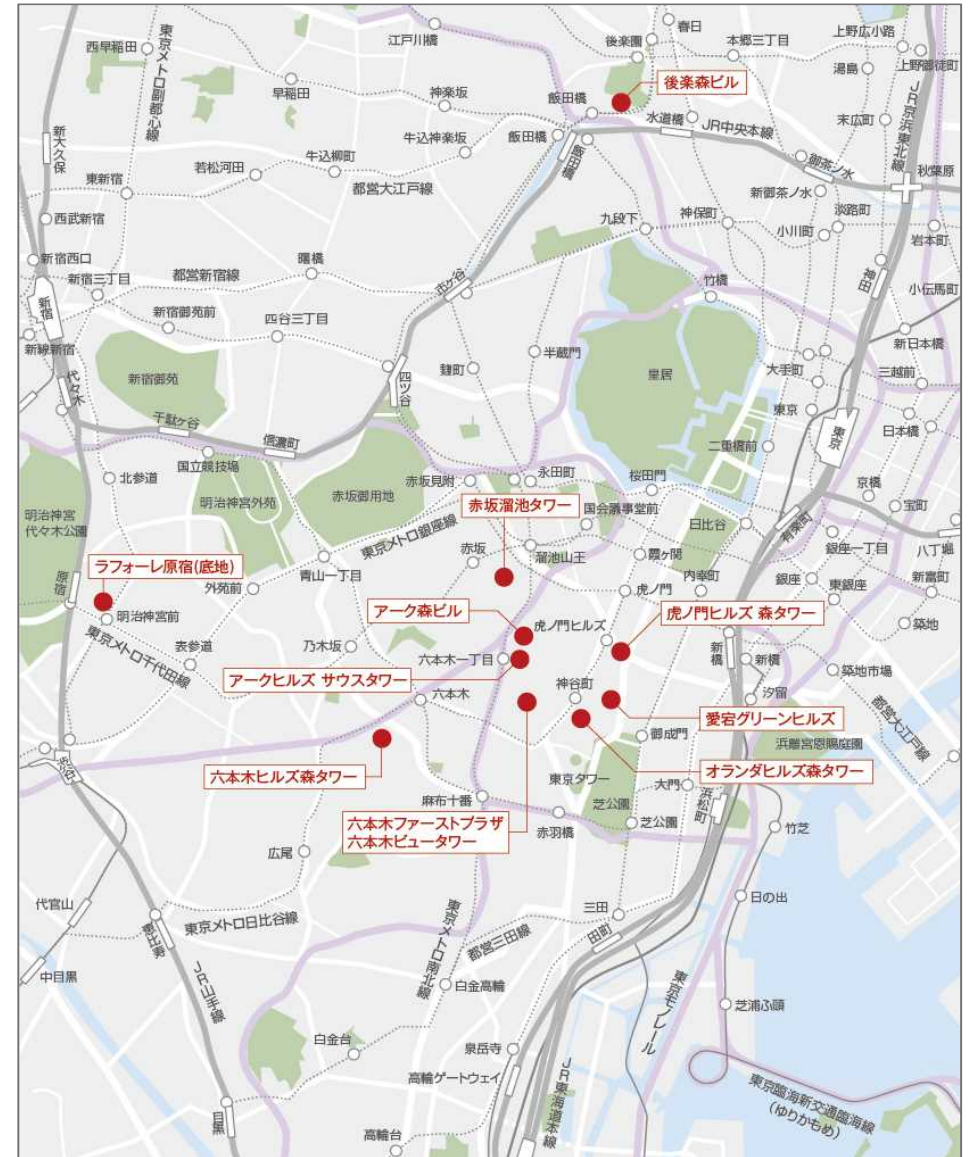 江戸川橋
春日
後楽園
本郷三丁目
上野広小路
西早稲田
東京メトロ副都心線
早稲田
神楽坂
飯田橋
後楽森ビル
湯島
上野御徒町
JR京浜東北線
水道橋
末広町
新大久保
牛込柳町
牛込神楽坂
飯田橋
飯田橋
JR中央本線
御茶ノ水
秋葉原
東新宿
若松河田
都営大江戸線
新御茶ノ水
淡路町
西武新宿
九段下
神保町
小川町
岩本町
新宿西口
曙橋
市ケ谷
神田
新宿三丁目
都営新宿線
竹橋
小伝馬町
新宿
新宿御苑前
四谷三丁目
新線新宿
半蔵門
新日本橋
代々木
新宿御苑
四ツ谷
麹町
皇居
大手町
三越前
千駄ケ谷
東京
東京
日本橋
信濃町
二重橋前
国立競技場
北参道
赤坂見附
永田町
桜田門
京橋
明治神宮外苑
赤坂御用地
赤坂溜池タワー
国会議事堂前
宝町
明治神宮
代々木公園
東京メトロ銀座線
日比谷
有楽町
八丁堀
ラフォーレ原宿(底地)
赤坂
溜池山王
霞ケ関
銀座一丁目
原宿
外苑前
青山一丁目
虎ノ門
内幸町
銀座
東銀座
新富町
明治神宮前
アーク森ビル
虎ノ門ヒルズ
虎ノ門ヒルズ 森タワー
築地
東京メトロ千代田線
表参道
乃木坂
六本木一丁目
新橋
新橋
築地市場
アークヒルズ サウスタワー
神谷町
汐留
六本木
愛宕グリーンヒルズ
都営大江戸線
御成門
浜離宮恩賜庭園
渋谷
六本木ヒルズ森タワー
東京タワー
大門
オランダヒルズ森タワー
麻布十番
芝公園
浜松町
六本木ファーストプラザ
六本木ビュータワー
赤羽橋
芝公園
竹芝
広尾
代官山
日の出
東京メトロ日比谷線
恵比寿
東京メトロ南北線
三田
田町
都営三田線
中目黒
JR山手線
白金高輪
東京モノレール
芝浦ふ頭
白金台
泉岳寺
高輪ゲートウェイ
目黒
JR東海道本線
東京臨海新交通臨海線
(ゆりかもめ)
高輪台